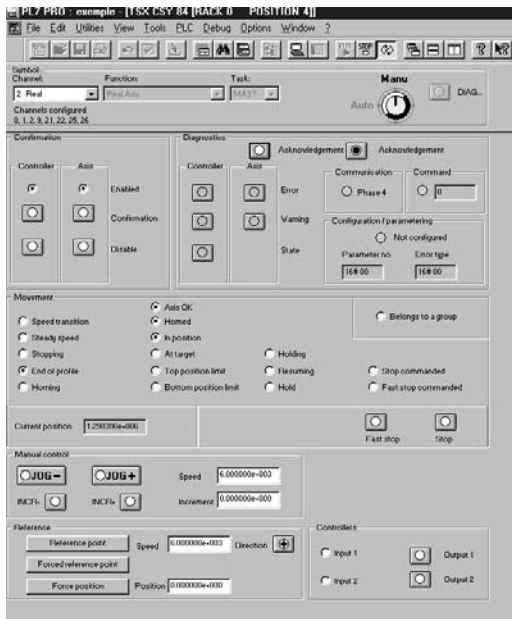 PL7 PRO : exemple - [TSX CSY 84 [RACK 0 POSITION 4]]
File Edit Utilities View Tools PLC Debug Options Window ?
Symbol:
Channel: Function: Task: Manu
2 Real Real Axis MAST Auto DIAG...
Channels configured
0, 1, 2, 9, 21, 22, 25, 26
Confirmation Diagnostics
Acknowledgement Acknowledgement
Controller Axis Controller Axis Communication Command
Enabled Error Phase 4 0
Confirmation Warning Configuration / parametering
Not configured
Disable State Parameter no. Error type
16#00 16#00
Movement
Axis OK
Speed transition Homed Belongs to a group
Steady speed In position
Stopping At target Holding
End of profile Top position limit Resuming Stop commanded
Homing Bottom position limit Hold Fast stop commanded
Current position
Fast stop Stop
Manual control
JOG- JOG+ Speed 6.000000e+003
INCR- INCR+ Increment 0.000000e+000
Reference Controllers
Reference point Speed 6.000000e+003 Direction
Forced reference point Input 1 Output 1
Force position Position 0.000000e+000 Input 2 Output 2